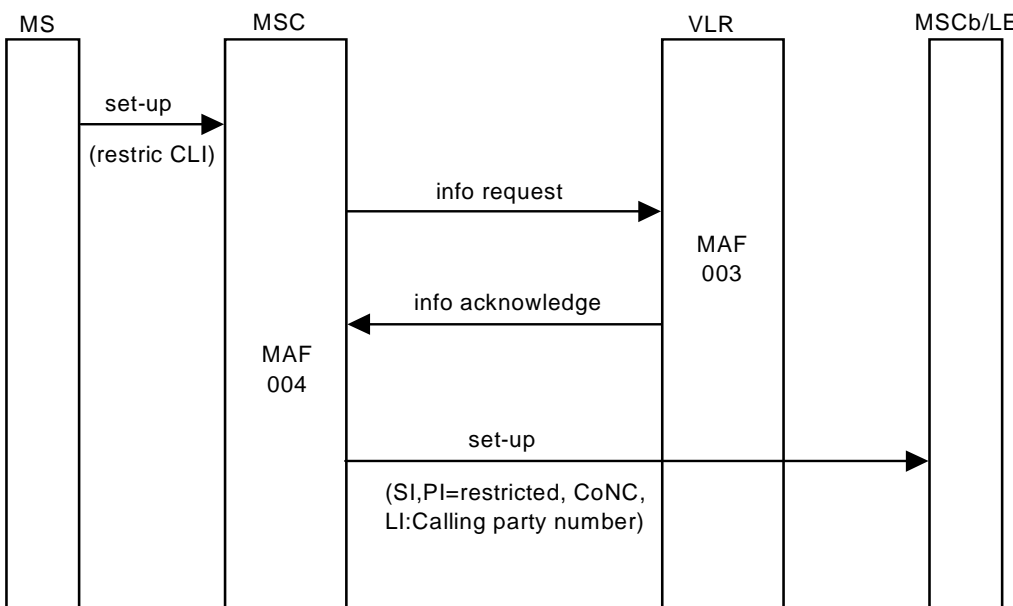 MS MSC VLR MSCb/LE
set-up
(restric CLI)
info request
MAF
003
info acknowledge
MAF
004
set-up
(SI,PI=restricted, CoNC,
LI:Calling party number)